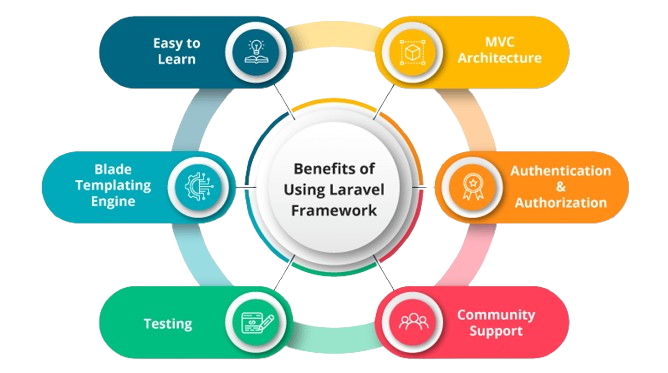 Easy to
Learn
MVC
Architecture
Blade
Templating
Engine
Benefits of
Using Laravel
Framework
Authentication
&
Authorization
Testing
Community
Support